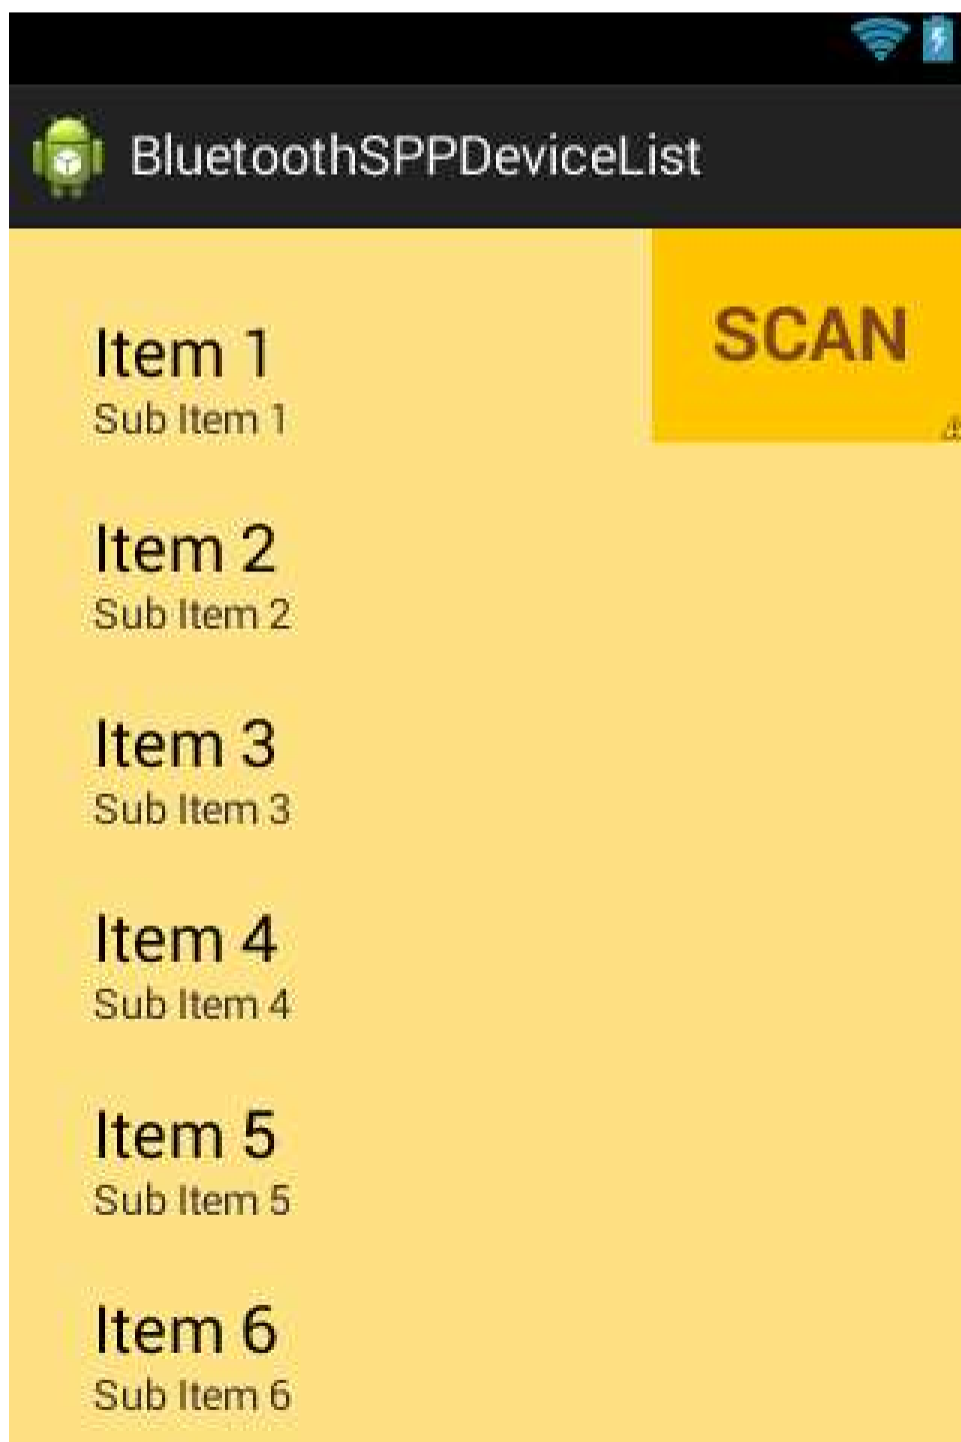 BluetoothSPPDeviceList
SCAN
Item 1
Sub Item 1
Item 2
Sub Item 2
Item 3
Sub Item 3
Item 4
Sub Item 4
Item 5
Sub Item 5
Item 6
Sub Item 6